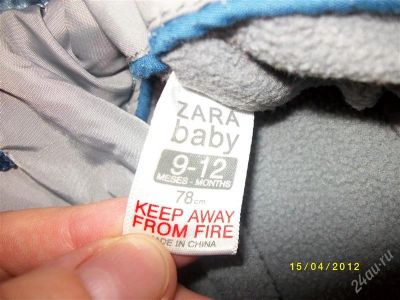 ZARA
baby
9-12
MESES - MONTHS
78cm
KEEP AWAY
FROM FIRE
MADE IN CHINA
15/04/2012
24au.ru